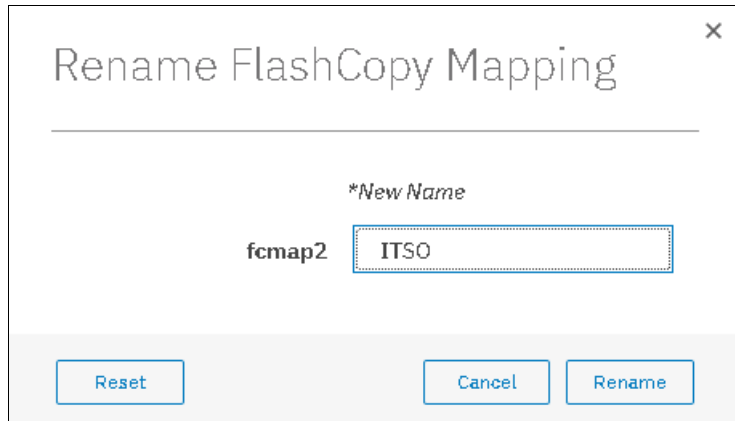 Rename FlashCopy Mapping
*New Name
fcmap2 ITSO
Reset Cancel Rename